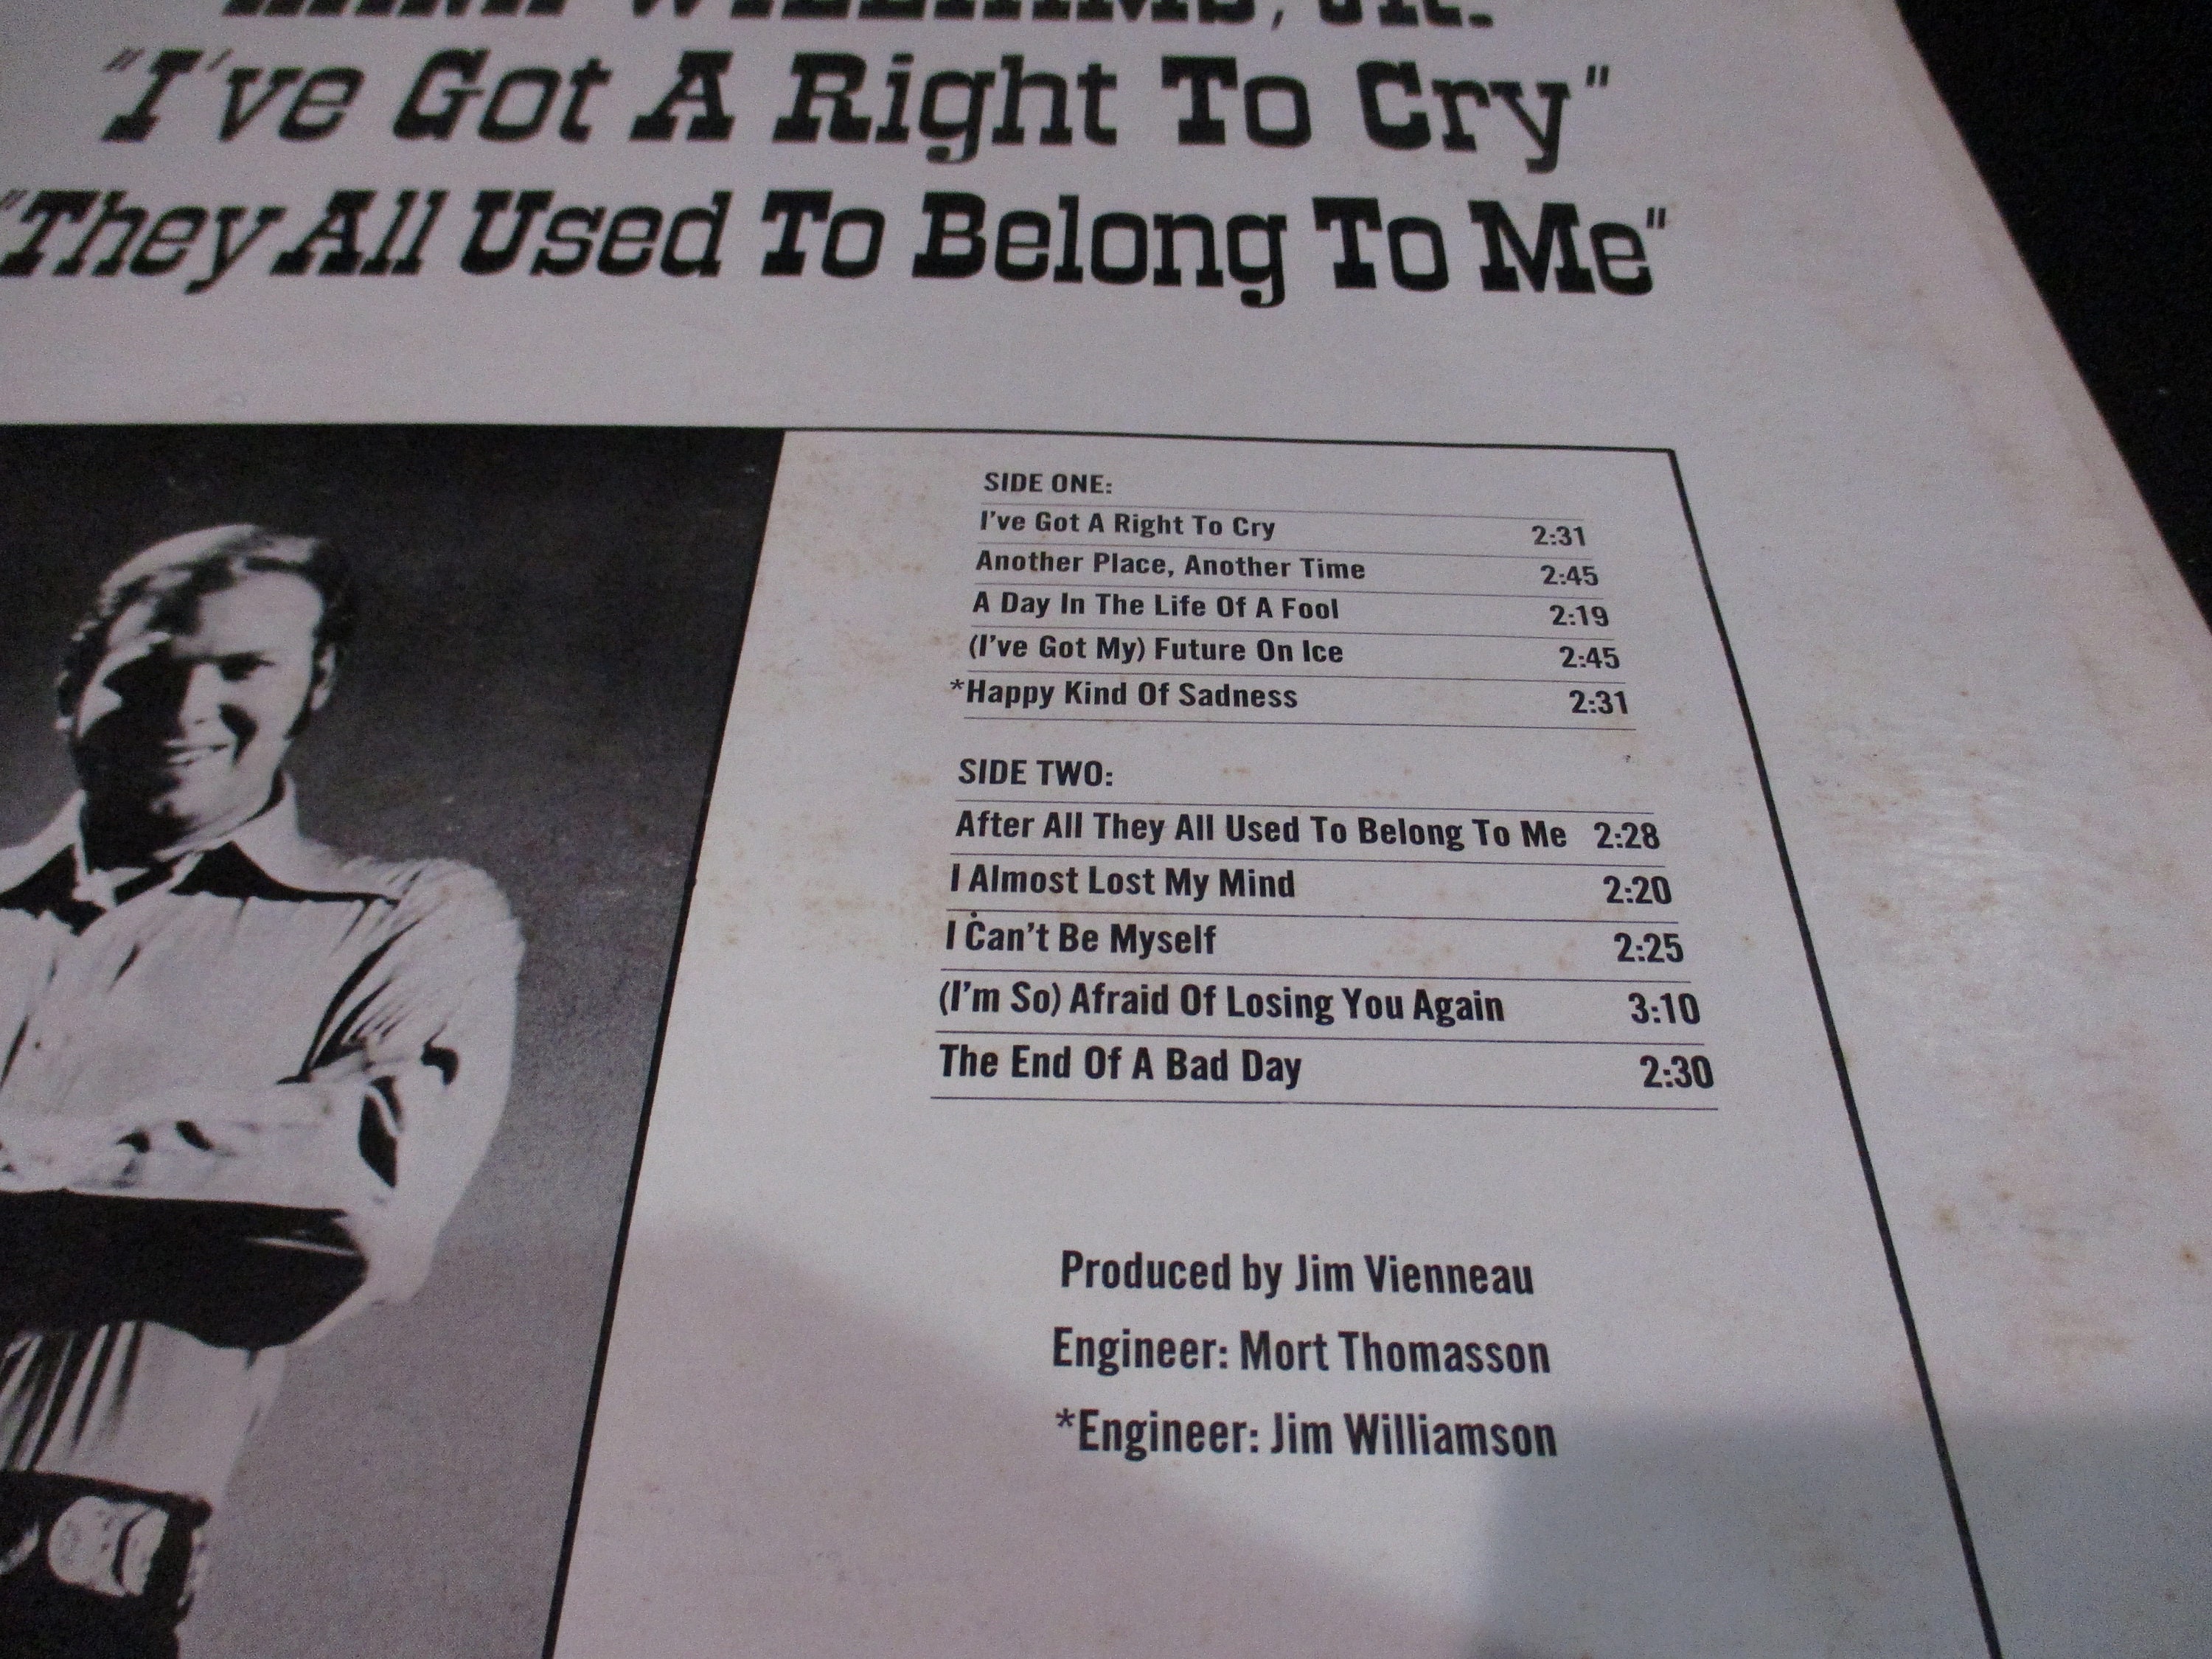 WILLIAMS, JR.
"I've Got A Right To Cry"
"They All Used To Belong To Me"
SIDE ONE:
I've Got A Right To Cry 2:31
Another Place, Another Time 2:45
A Day In The Life Of A Fool 2:19
(I've Got My) Future On Ice 2:45
*Happy Kind Of Sadness 2:31
SIDE TWO:
After All They All Used To Belong To Me 2:28
I Almost Lost My Mind 2:20
I Can't Be Myself 2:25
(I'm So) Afraid Of Losing You Again 3:10
The End Of A Bad Day 2:30
Produced by Jim Vienneau
Engineer: Mort Thomasson
*Engineer: Jim Williamson